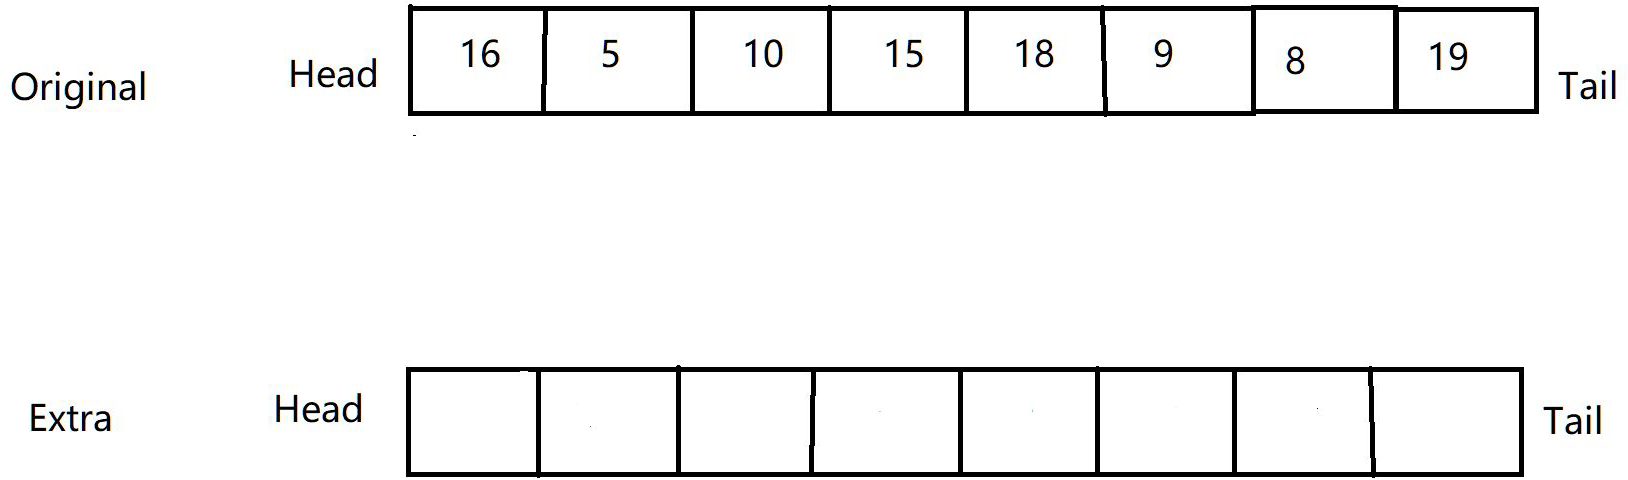 Original Head 16 5 10 15 18 9 8 19 Tail
Extra Head Tail